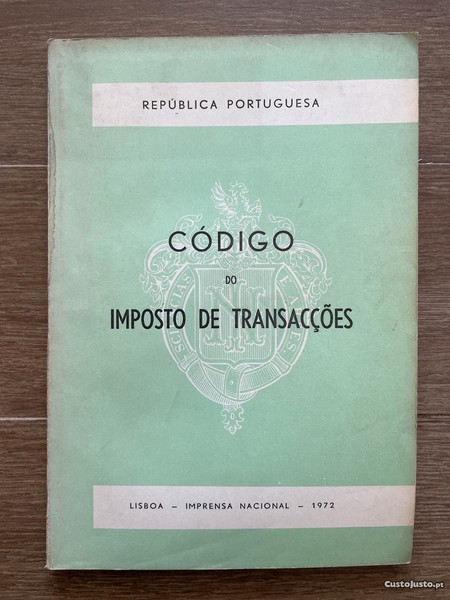 REPÚBLICA PORTUGUESA
CÓDIGO
DO
IMPOSTO DE TRANSACÇÕES
LISBOA – IMPRENSA NACIONAL – 1972
CustoJusto.pt